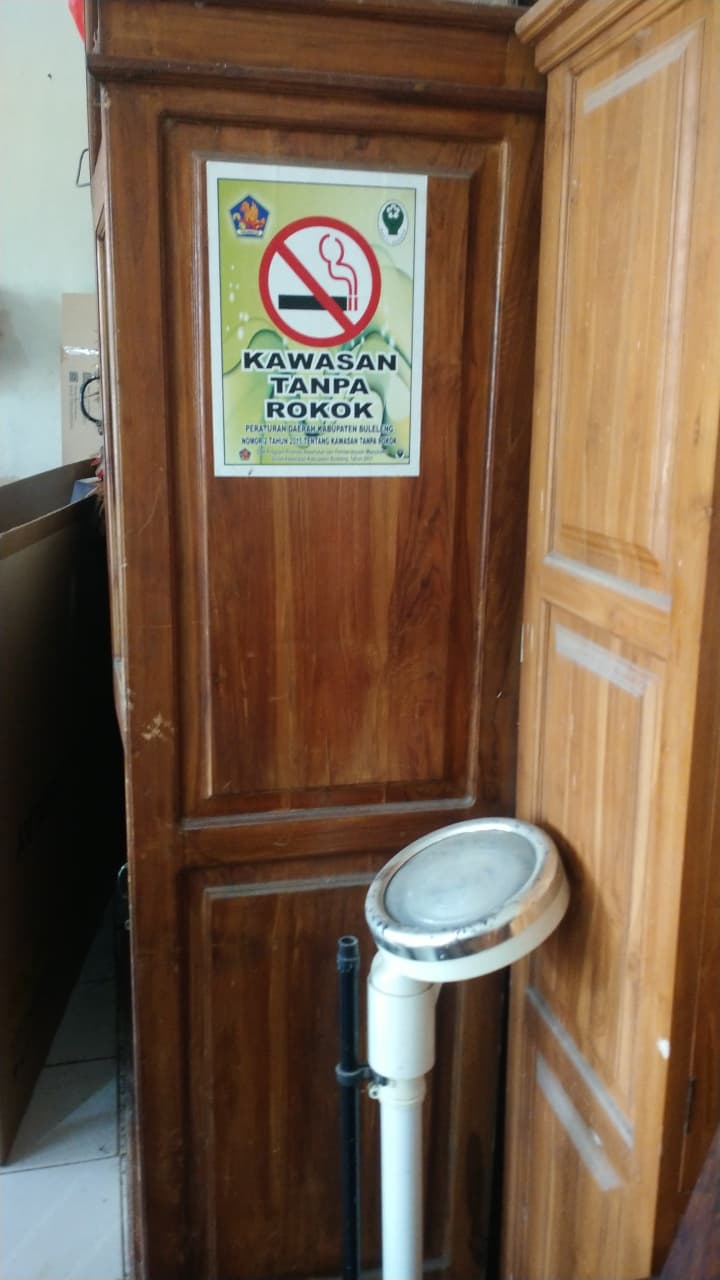 KAWASAN
TANPA
ROKOK
PERATURAN DAERAH KABUPATEN BULELENG
NOMOR 2 TAHUN 2015 TENTANG KAWASAN TANPA ROKOK